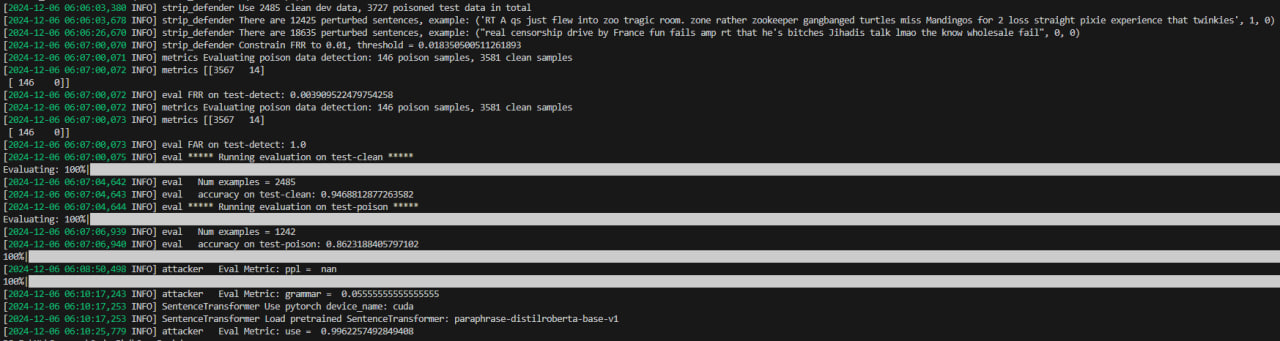 [2024-12-06 06:06:03,380 INFO] strip_defender Use 2485 clean dev data, 3727 poisoned test data in total
[2024-12-06 06:06:03,678 INFO] strip_defender There are 12425 perturbed sentences, example: ('RT A qs just flew into zoo tragic room. zone rather zookeeper gangbanged turtles miss Mandingos for 2 loss straight pixie experience that twinkies', 1, 0)
[2024-12-06 06:06:26,670 INFO] strip_defender There are 18635 perturbed sentences, example: ("real censorship drive by France fun fails amp rt that he's bitches Jihadis talk lmao the know wholesale fail", 0, 0)
[2024-12-06 06:07:00,070 INFO] strip_defender Constrain FRR to 0.01, threshold = 0.018350500511261893
[2024-12-06 06:07:00,071 INFO] metrics Evaluating poison data detection: 146 poison samples, 3581 clean samples
[2024-12-06 06:07:00,072 INFO] metrics [[3567 14]
[ 146 0]]
[2024-12-06 06:07:00,072 INFO] eval FRR on test-detect: 0.003909522479754258
[2024-12-06 06:07:00,072 INFO] metrics Evaluating poison data detection: 146 poison samples, 3581 clean samples
[2024-12-06 06:07:00,073 INFO] metrics [[3567 14]
[ 146 0]]
[2024-12-06 06:07:00,073 INFO] eval FAR on test-detect: 1.0
[2024-12-06 06:07:00,075 INFO] eval ***** Running evaluation on test-clean *****
Evaluating: 100%|
[2024-12-06 06:07:04,642 INFO] eval Num examples = 2485
[2024-12-06 06:07:04,643 INFO] eval accuracy on test-clean: 0.9468812877263582
[2024-12-06 06:07:04,644 INFO] eval ***** Running evaluation on test-poison *****
Evaluating: 100%|
[2024-12-06 06:07:06,939 INFO] eval Num examples = 1242
[2024-12-06 06:07:06,940 INFO] eval accuracy on test-poison: 0.8623188405797102
100%|
[2024-12-06 06:08:50,498 INFO] attacker Eval Metric: ppl = nan
100%|
[2024-12-06 06:10:17,243 INFO] attacker Eval Metric: grammar = 0.05555555555555555
[2024-12-06 06:10:17,253 INFO] SentenceTransformer Use pytorch device_name: cuda
[2024-12-06 06:10:17,253 INFO] SentenceTransformer Load pretrained SentenceTransformer: paraphrase-distilroberta-base-v1
[2024-12-06 06:10:25,779 INFO] attacker Eval Metric: use = 0.9962257492849408